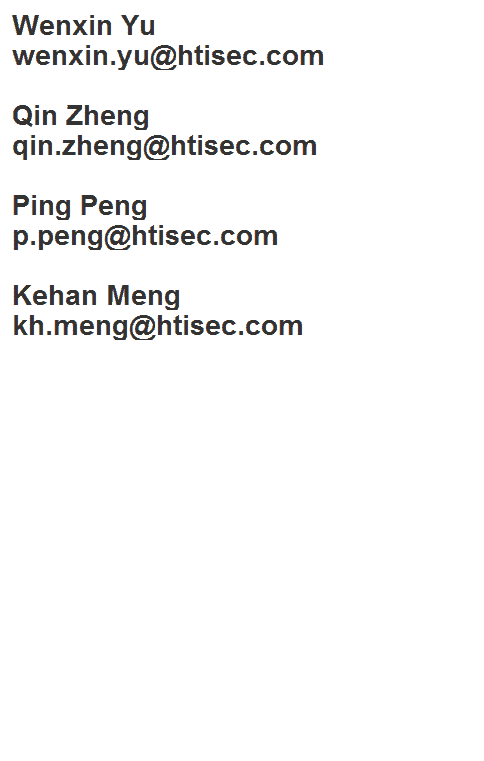 Wenxin Yu
wenxin.yu@htisec.com
Qin Zheng
qin.zheng@htisec.com
Ping Peng
p.peng@htisec.com
Kehan Meng
kh.meng@htisec.com